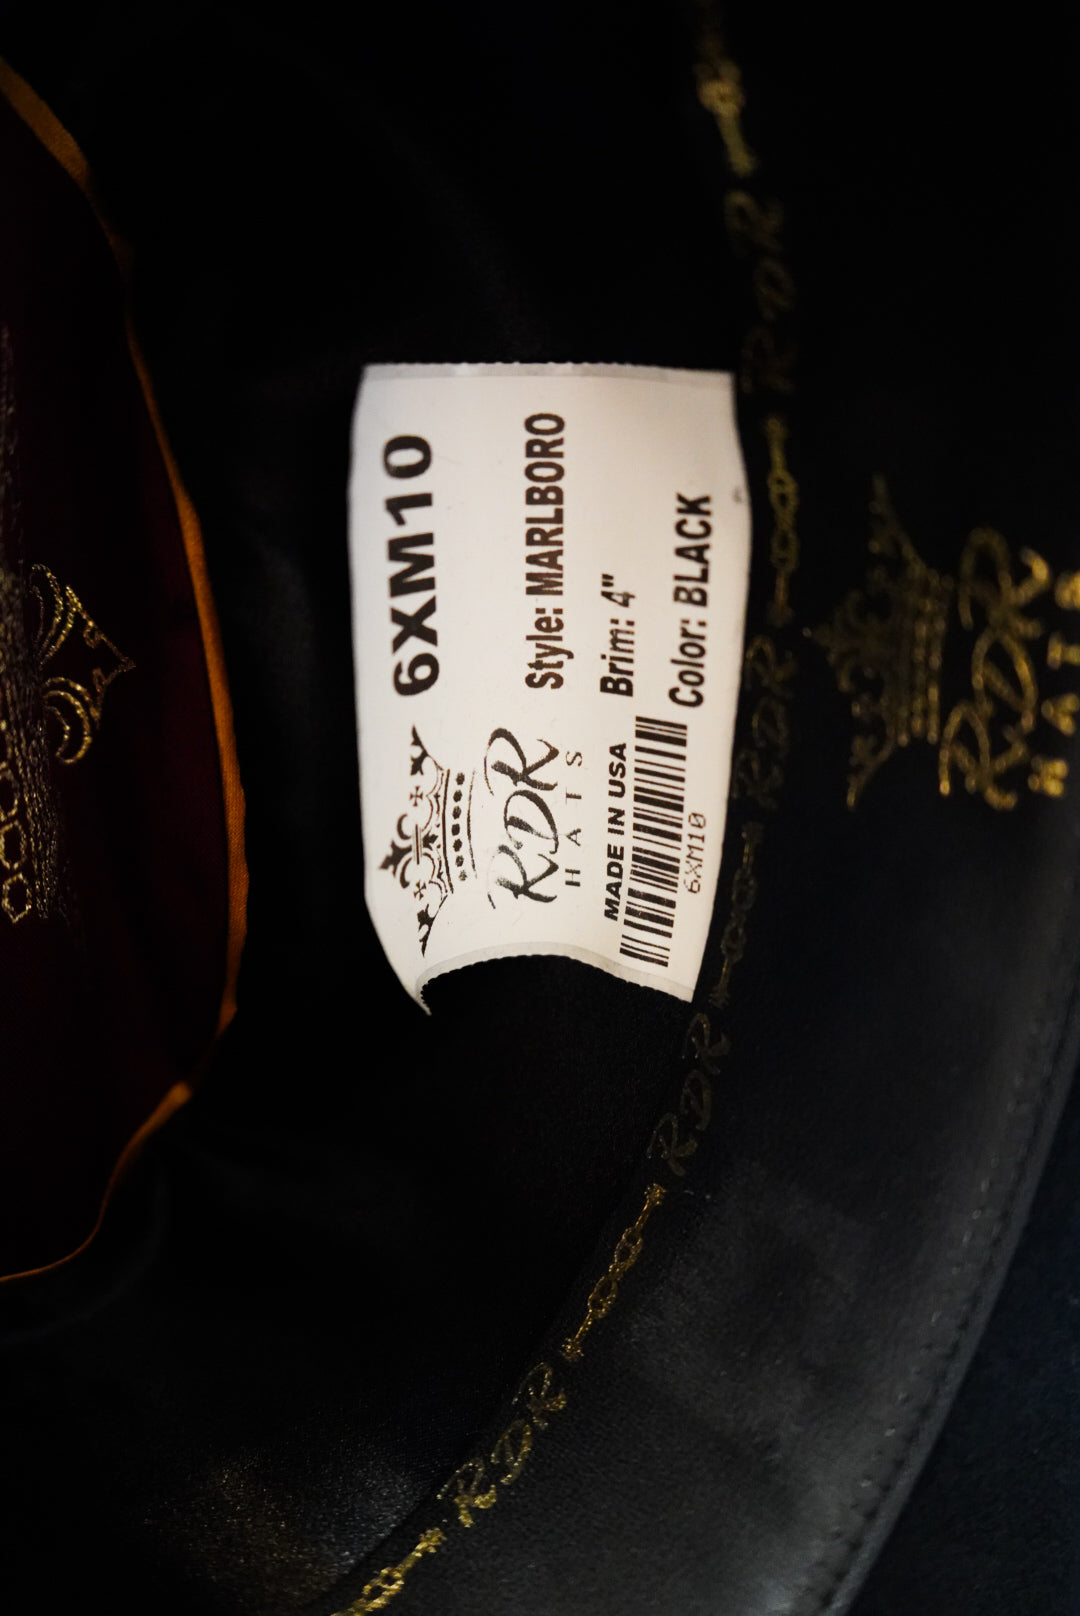 6XM10
Style: MARLBORO
Brim: 4"
Color: BLACK
RDR
HATS
MADE IN USA
6XM10
RDR
RDR
RDR
RDR
RDR
HATS